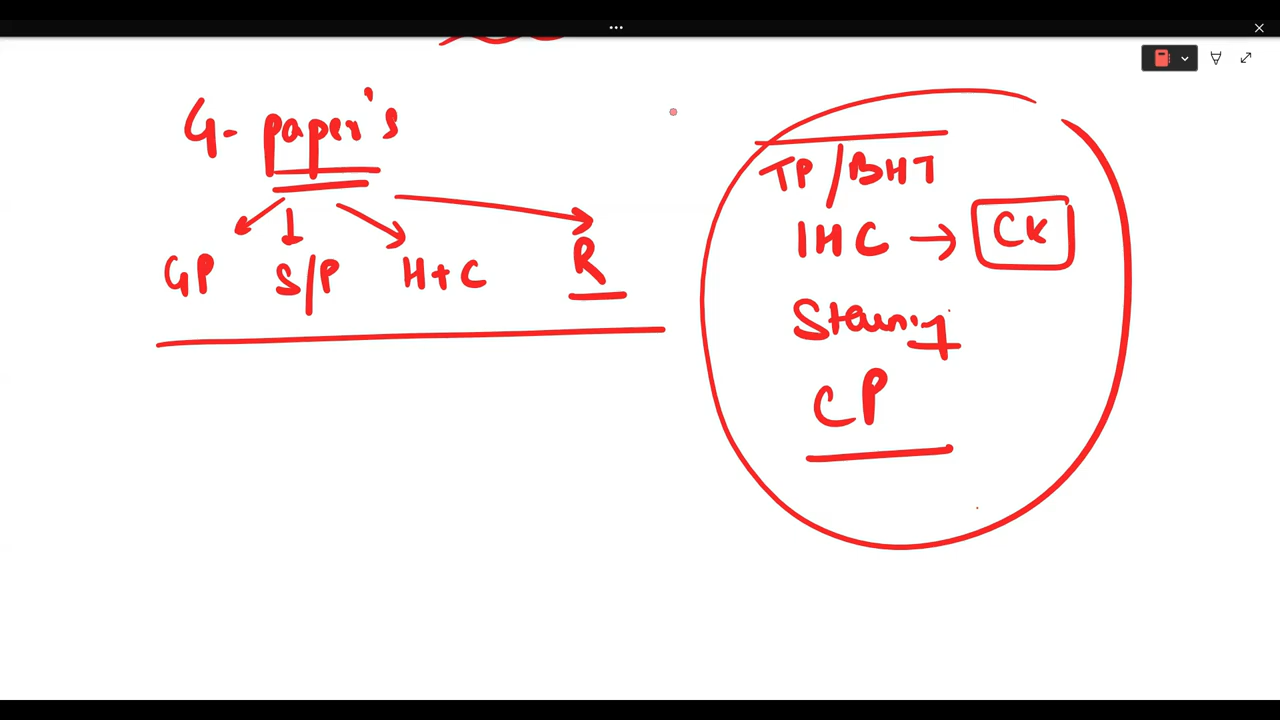 4- paper's
GP S/P H+C R
TP/BHT
IHC → CK
Staining
CP